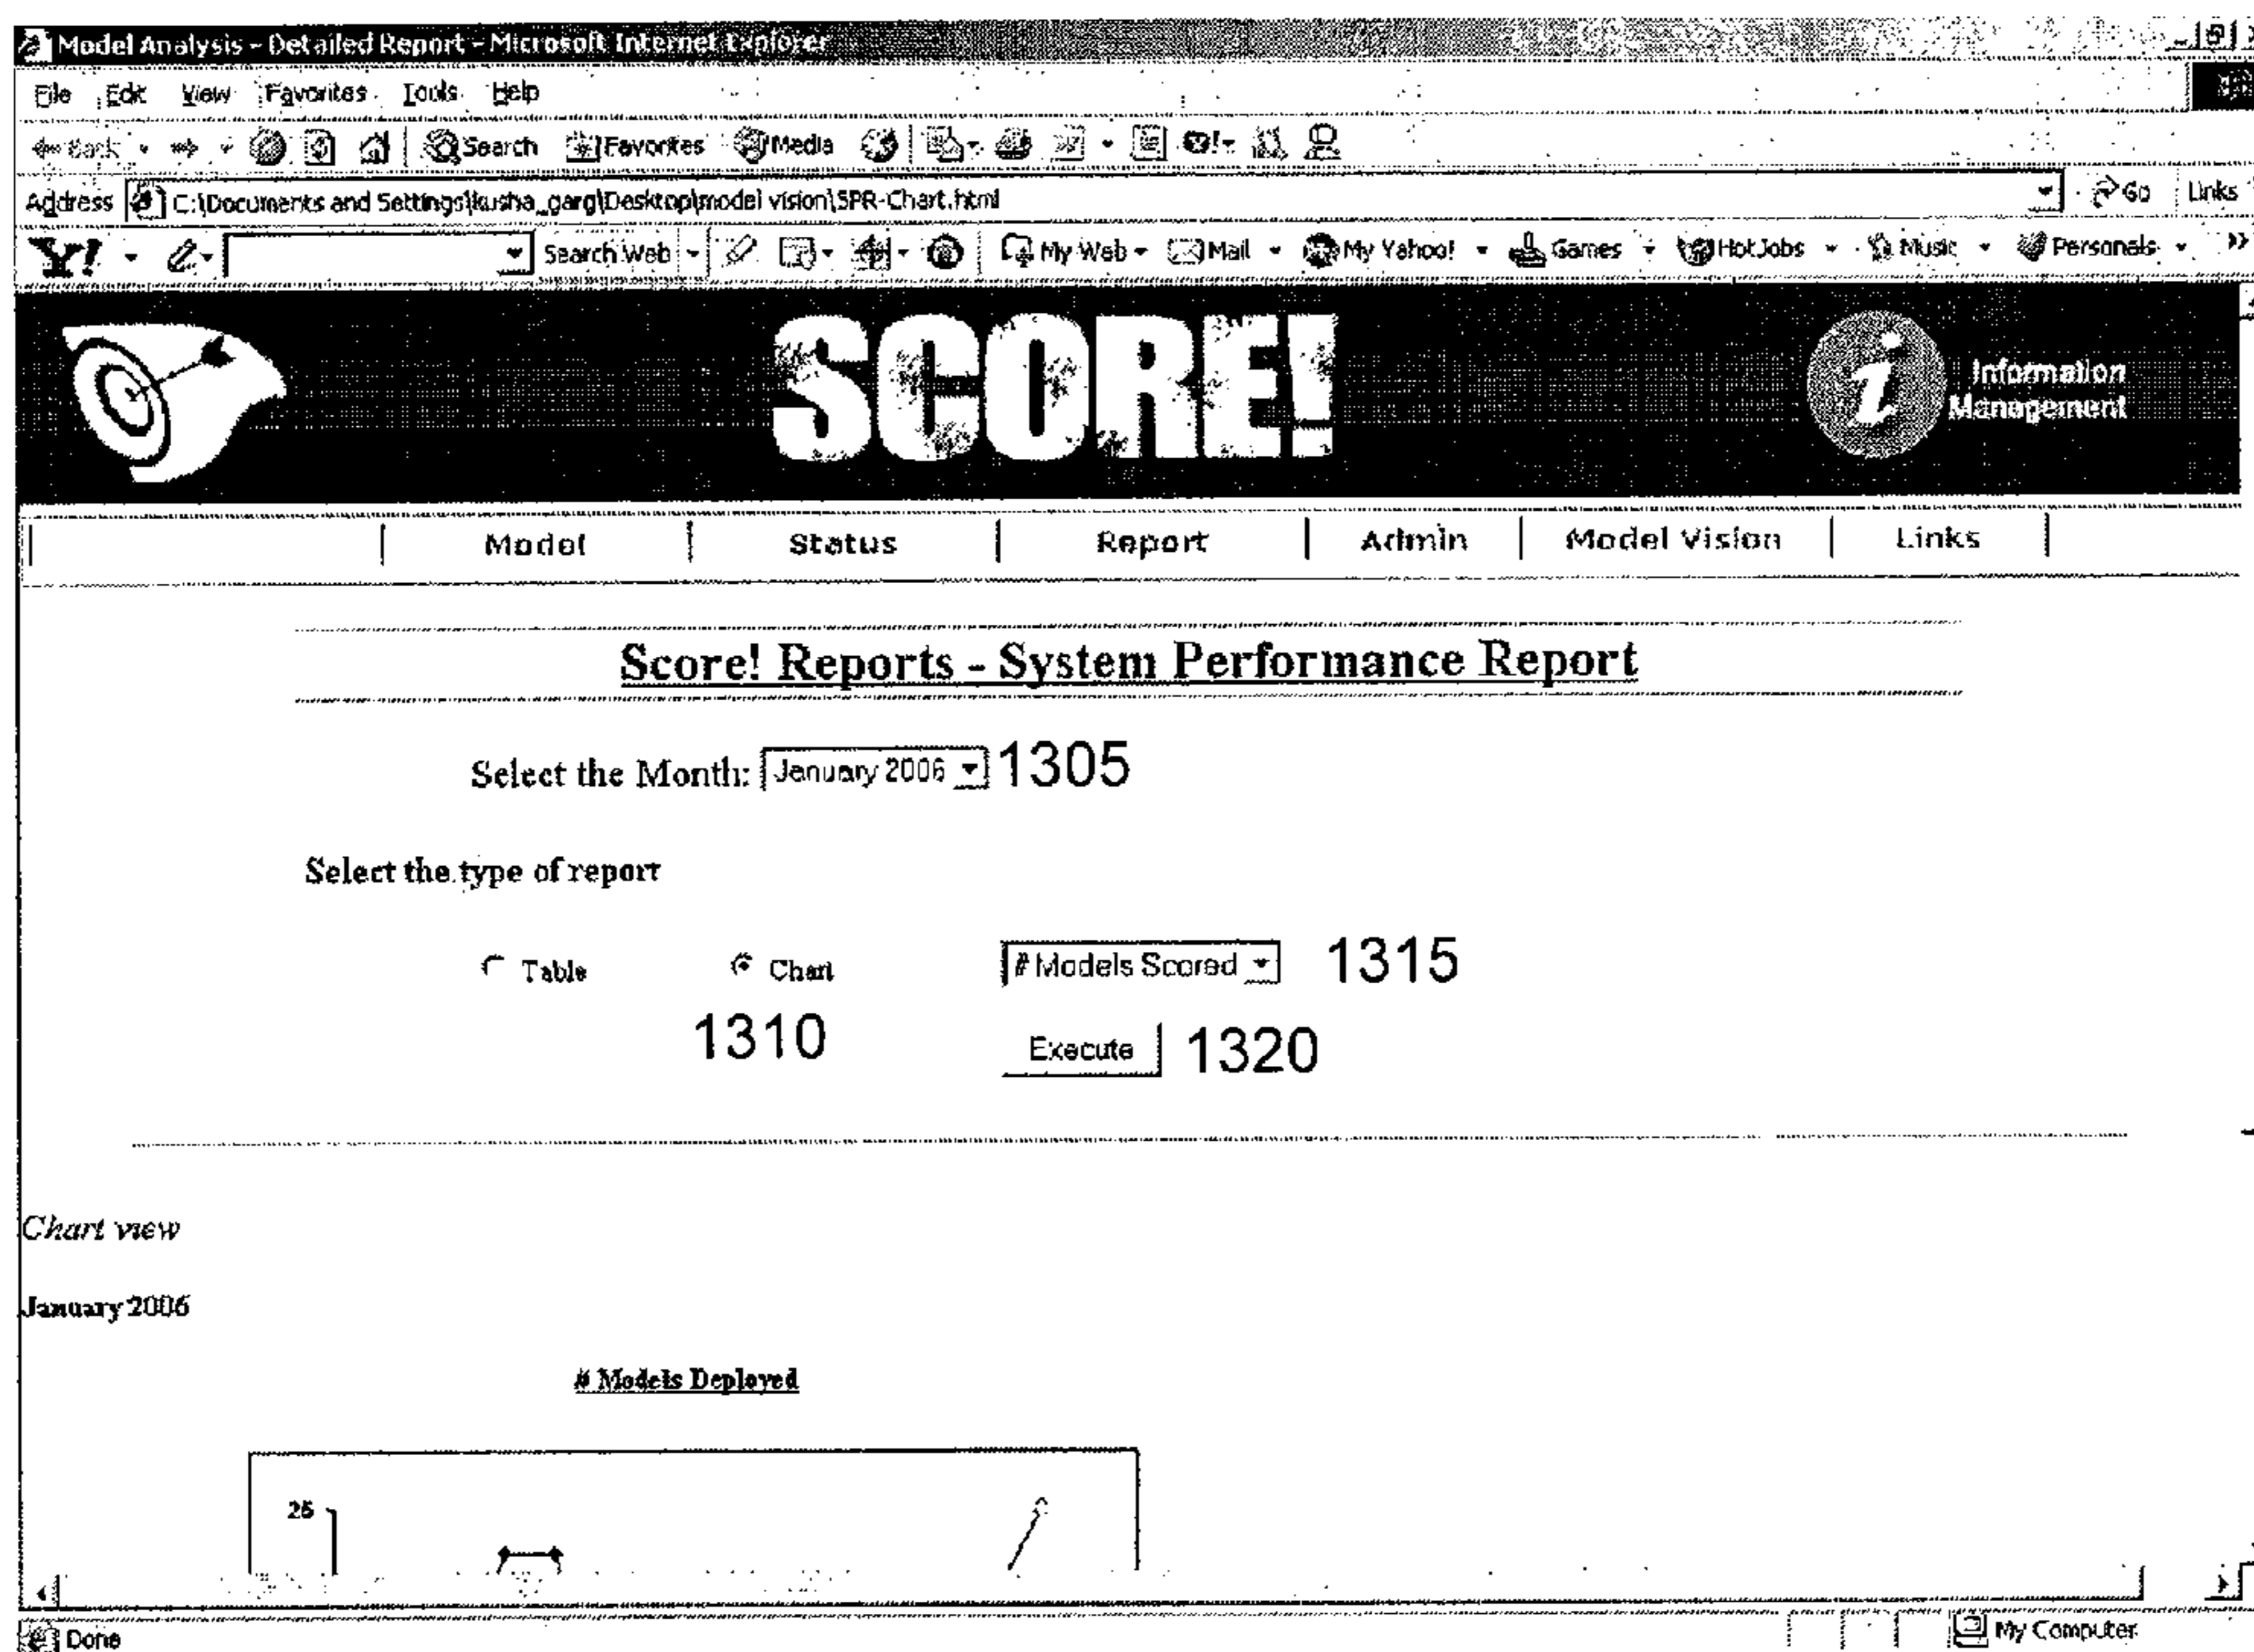 Model Analysis - Detailed Report - Microsoft Internet Explorer
File Edit View Favorites Tools Help
Back Search Favorites Media
Address C:\Documents and Settings\kusha_garg\Desktop\model vision\SPR-Chart.html Go Links
Y! Search Web My Web Mail My Yahoo! Games HotJobs Music Personals »
SCORE! i Information Management
Model Status Report Admin Model Vision Links
Score! Reports - System Performance Report
Select the Month: January 2006 1305
Select the type of report
Table Chart # Models Scored 1315
1310 Execute 1320
Chart view
January 2006
# Models Deployed
25
Done My Computer